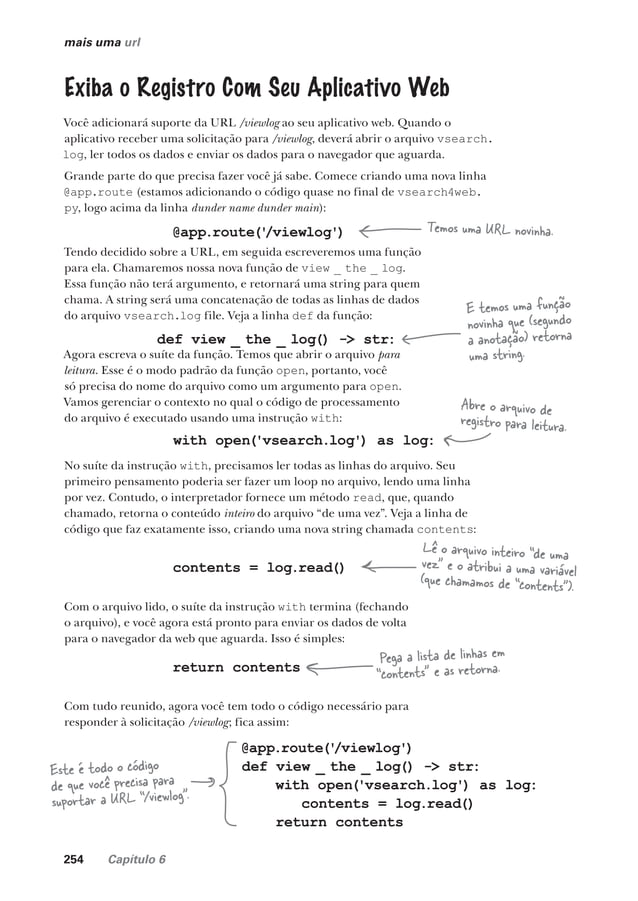 mais uma url
Exiba o Registro Com Seu Aplicativo Web
Você adicionará suporte da URL /viewlog ao seu aplicativo web. Quando o
aplicativo receber uma solicitação para /viewlog, deverá abrir o arquivo vsearch.
log, ler todos os dados e enviar os dados para o navegador que aguarda.
Grande parte do que precisa fazer você já sabe. Comece criando uma nova linha
@app.route (estamos adicionando o código quase no final de vsearch4web.
py, logo acima da linha dunder name dunder main):
@app.route('/viewlog')
Temos uma URL novinha.
Tendo decidido sobre a URL, em seguida escreveremos uma função
para ela. Chamaremos nossa nova função de view _ the _ log.
Essa função não terá argumento, e retornará uma string para quem
chama. A string será uma concatenação de todas as linhas de dados
do arquivo vsearch.log file. Veja a linha def da função:
def view _ the _ log() -> str:
E temos uma função
novinha que (segundo
a anotação) retorna
uma string.
Agora escreva o suíte da função. Temos que abrir o arquivo para
leitura. Esse é o modo padrão da função open, portanto, você
só precisa do nome do arquivo como um argumento para open.
Vamos gerenciar o contexto no qual o código de processamento
do arquivo é executado usando uma instrução with:
with open('vsearch.log') as log:
Abre o arquivo de
registro para leitura.
No suíte da instrução with, precisamos ler todas as linhas do arquivo. Seu
primeiro pensamento poderia ser fazer um loop no arquivo, lendo uma linha
por vez. Contudo, o interpretador fornece um método read, que, quando
chamado, retorna o conteúdo inteiro do arquivo “de uma vez”. Veja a linha de
código que faz exatamente isso, criando uma nova string chamada contents:
contents = log.read()
Lê o arquivo inteiro “de uma
vez” e o atribui a uma variável
(que chamamos de “contents”).
Com o arquivo lido, o suíte da instrução with termina (fechando
o arquivo), e você agora está pronto para enviar os dados de volta
para o navegador da web que aguarda. Isso é simples:
return contents
Pega a lista de linhas em
“contents” e as retorna.
Com tudo reunido, agora você tem todo o código necessário para
responder à solicitação /viewlog; fica assim:
Este é todo o código
de que você precisa para
suportar a URL “/viewlog”.
@app.route('/viewlog')
def view _ the _ log() -> str:
with open('vsearch.log') as log:
contents = log.read()
return contents
254 Capítulo 6